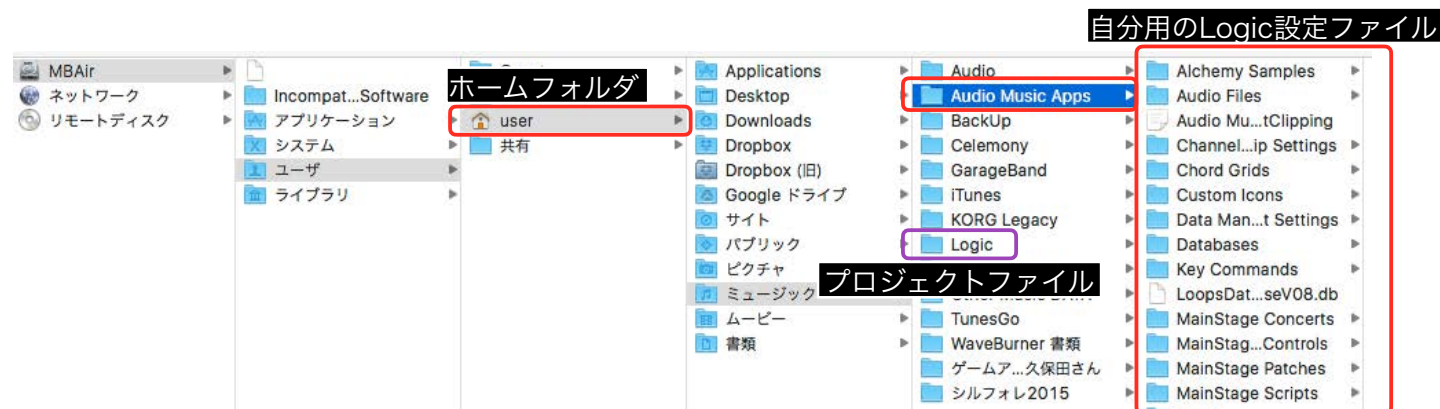 自分用のLogic設定ファイル
MBAir
ネットワーク
リモートディスク
Incompat...Software
アプリケーション
システム
ユーザ
ライブラリ
ホームフォルダ
user
共有
Applications
Desktop
Downloads
Dropbox
Dropbox (旧)
Google ドライブ
サイト
パブリック
ピクチャ
ミュージック
ムービー
書類
Audio
Audio Music Apps
BackUp
Celemony
GarageBand
iTunes
KORG Legacy
Logic
プロジェクトファイル
TunesGo
WaveBurner 書類
ゲームア...久保田さん
シルフォレ2015
Alchemy Samples
Audio Files
Audio Mu...tClipping
Channel...ip Settings
Chord Grids
Custom Icons
Data Man...t Settings
Databases
Key Commands
LoopsDat...seV08.db
MainStage Concerts
MainStag...Controls
MainStage Patches
MainStage Scripts